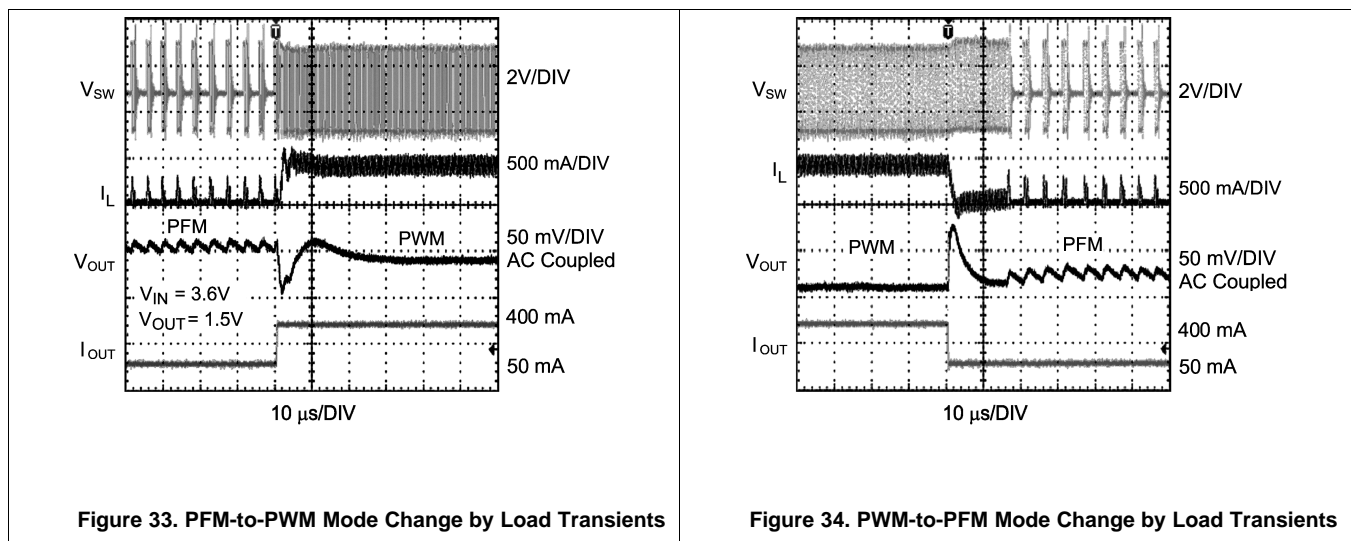 T
V_SW
2V/DIV
500 mA/DIV
I_L
PFM
PWM
50 mV/DIV
AC Coupled
V_OUT
V_IN = 3.6V
V_OUT = 1.5V
400 mA
I_OUT
50 mA
10 µs/DIV
Figure 33. PFM-to-PWM Mode Change by Load Transients
T
V_SW
2V/DIV
I_L
500 mA/DIV
PWM
PFM
V_OUT
50 mV/DIV
AC Coupled
400 mA
I_OUT
50 mA
10 µs/DIV
Figure 34. PWM-to-PFM Mode Change by Load Transients